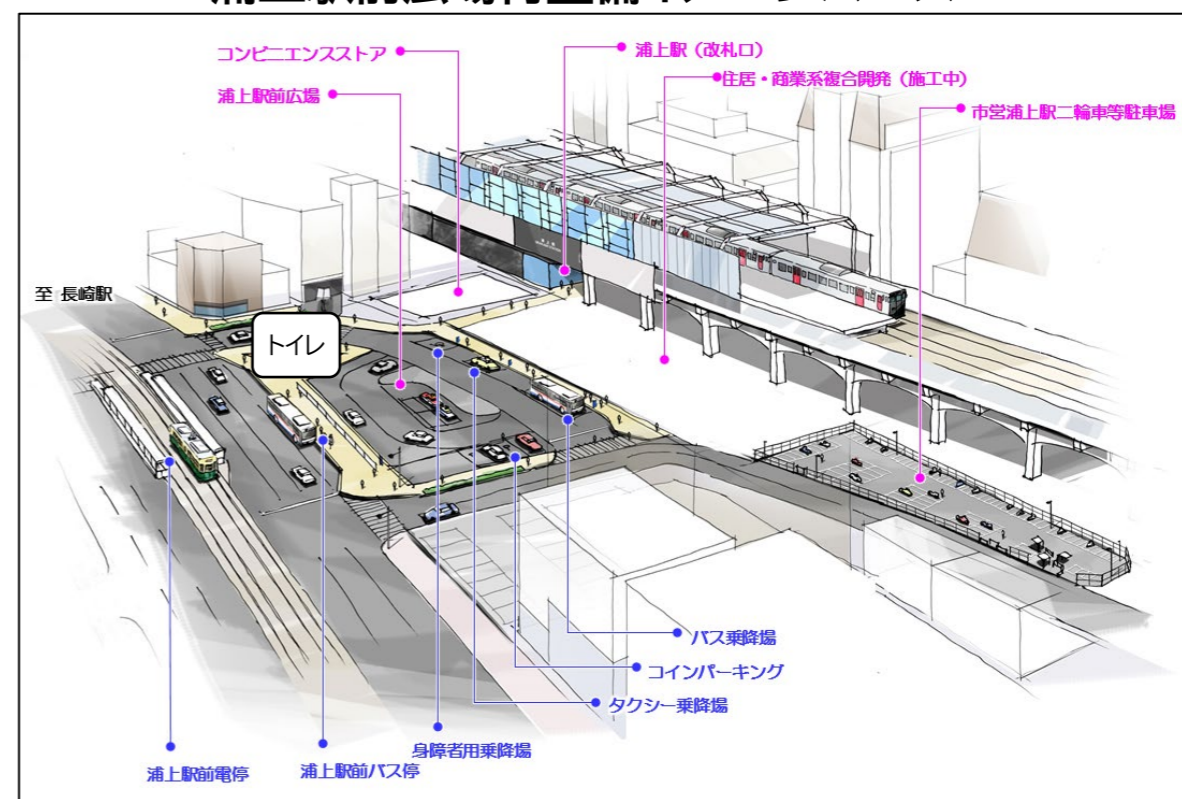 コンビニエンスストア
浦上駅（改札口）
住居・商業系複合開発（施工中）
浦上駅前広場
市営浦上駅二輪車等駐車場
至 長崎駅
トイレ
バス乗降場
コインパーキング
タクシー乗降場
身障者用乗降場
浦上駅前バス停
浦上駅前電停